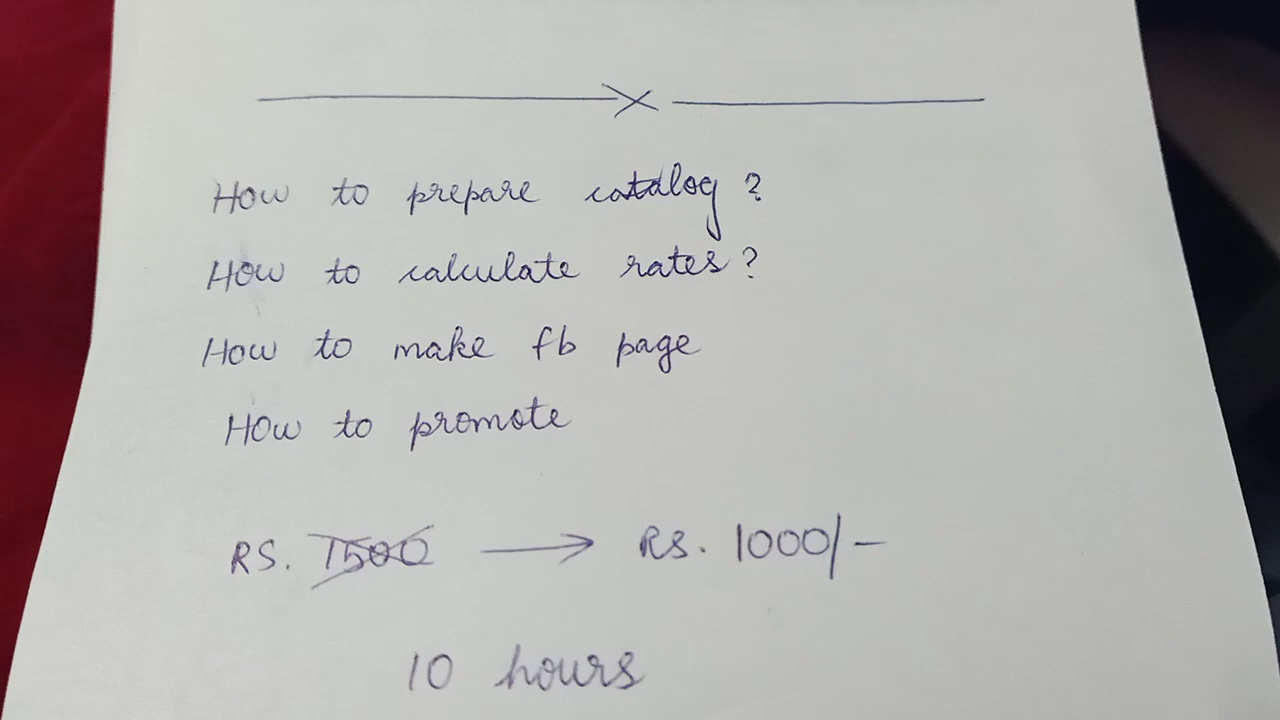 How to prepare catalog?
How to calculate rates?
How to make fb page
How to promote
RS. 1500 → RS. 1000/-
10 hours